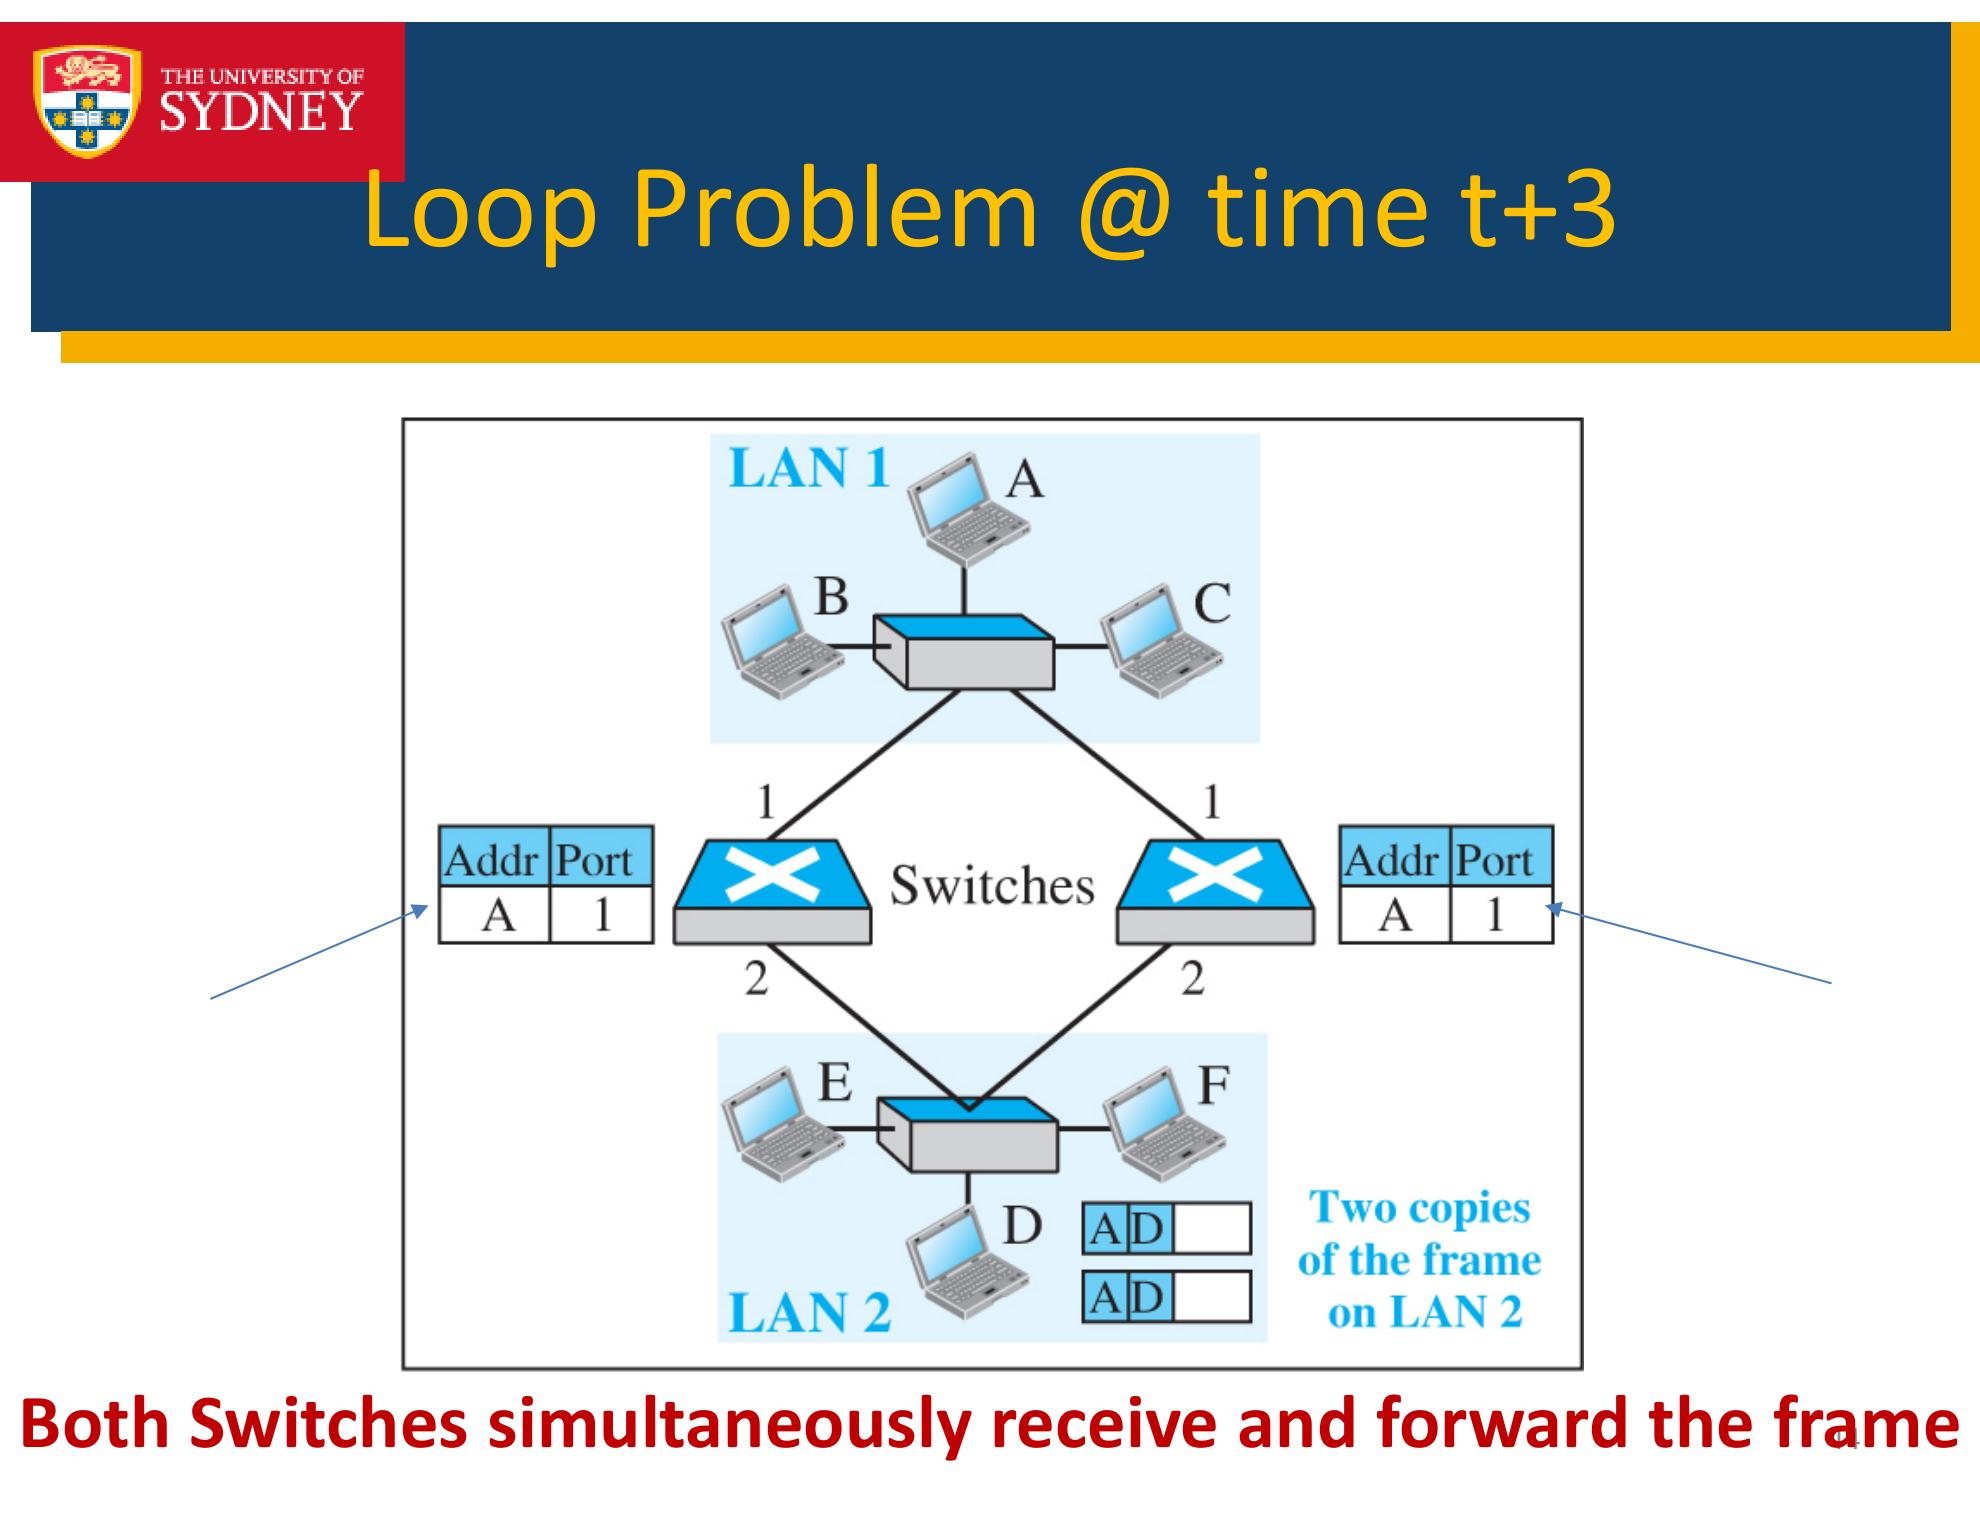 THE UNIVERSITY OF
SYDNEY
Loop Problem @ time t+3
LAN 1
A
B
C
1
1
Addr Port
A 1
Switches
Addr Port
A 1
2
2
E
F
D
A D
A D
LAN 2
Two copies
of the frame
on LAN 2
Both Switches simultaneously receive and forward the frame